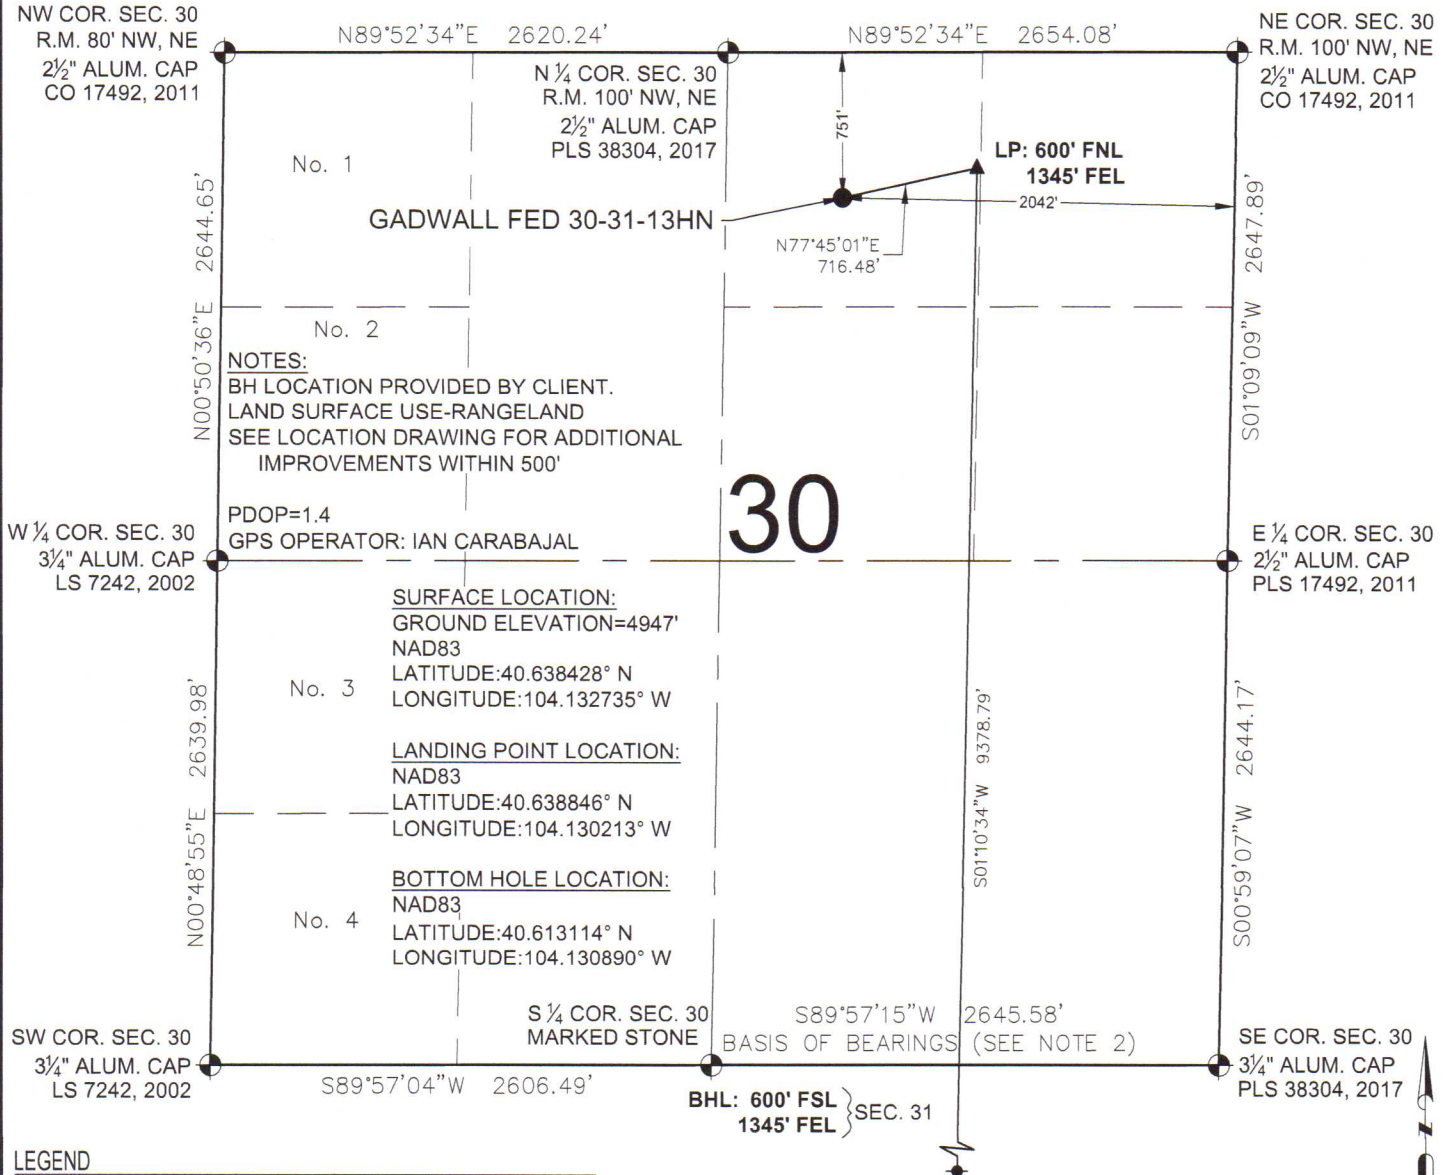 NW COR. SEC. 30
R.M. 80' NW, NE
2½" ALUM. CAP
CO 17492, 2011
N89°52'34"E 2620.24'
N ¼ COR. SEC. 30
R.M. 100' NW, NE
2½" ALUM. CAP
PLS 38304, 2017
N89°52'34"E 2654.08'
NE COR. SEC. 30
R.M. 100' NW, NE
2½" ALUM. CAP
CO 17492, 2011
No. 1
751'
LP: 600' FNL
1345' FEL
2042'
GADWALL FED 30-31-13HN
N77°45'01"E
716.48'
N00°50'36"E 2644.65'
S01°09'09"W 2647.89'
No. 2
NOTES:
BH LOCATION PROVIDED BY CLIENT.
LAND SURFACE USE-RANGELAND
SEE LOCATION DRAWING FOR ADDITIONAL
IMPROVEMENTS WITHIN 500'
PDOP=1.4
GPS OPERATOR: IAN CARABAJAL
30
W ¼ COR. SEC. 30
3¼" ALUM. CAP
LS 7242, 2002
E ¼ COR. SEC. 30
2½" ALUM. CAP
PLS 17492, 2011
SURFACE LOCATION:
GROUND ELEVATION=4947'
NAD83
LATITUDE:40.638428° N
LONGITUDE:104.132735° W
No. 3
LANDING POINT LOCATION:
NAD83
LATITUDE:40.638846° N
LONGITUDE:104.130213° W
BOTTOM HOLE LOCATION:
NAD83
LATITUDE:40.613114° N
LONGITUDE:104.130890° W
No. 4
N00°48'55"E 2639.98'
S01°10'34"W 9378.79'
S00°59'07"W 2644.17'
SW COR. SEC. 30
3¼" ALUM. CAP
LS 7242, 2002
S89°57'04"W 2606.49'
S ¼ COR. SEC. 30
MARKED STONE
S89°57'15"W 2645.58'
BASIS OF BEARINGS (SEE NOTE 2)
SE COR. SEC. 30
3¼" ALUM. CAP
PLS 38304, 2017
BHL: 600' FSL
1345' FEL
SEC. 31
N
LEGEND